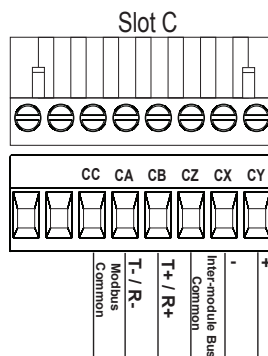 Slot C
CC CA CB CZ CX CY
Modbus
Common
T- / R-
T+ / R+
Inter-module Bus
Common
-
+